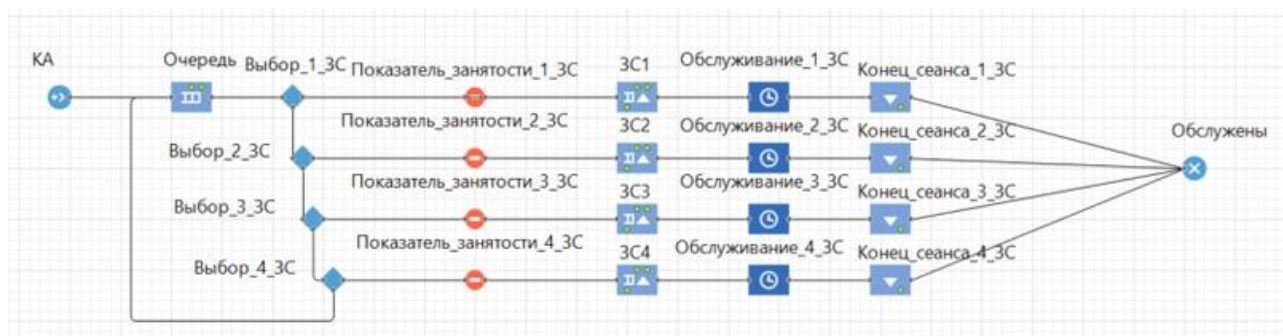 КА
Очередь
Выбор_1_ЗС
Показатель_занятости_1_ЗС
ЗС1
Обслуживание_1_ЗС
Конец_сеанса_1_ЗС
Показатель_занятости_2_ЗС
ЗС2
Обслуживание_2_ЗС
Конец_сеанса_2_ЗС
Обслужены
Выбор_2_ЗС
Показатель_занятости_3_ЗС
ЗС3
Обслуживание_3_ЗС
Конец_сеанса_3_ЗС
Выбор_3_ЗС
Показатель_занятости_4_ЗС
ЗС4
Обслуживание_4_ЗС
Конец_сеанса_4_ЗС
Выбор_4_ЗС